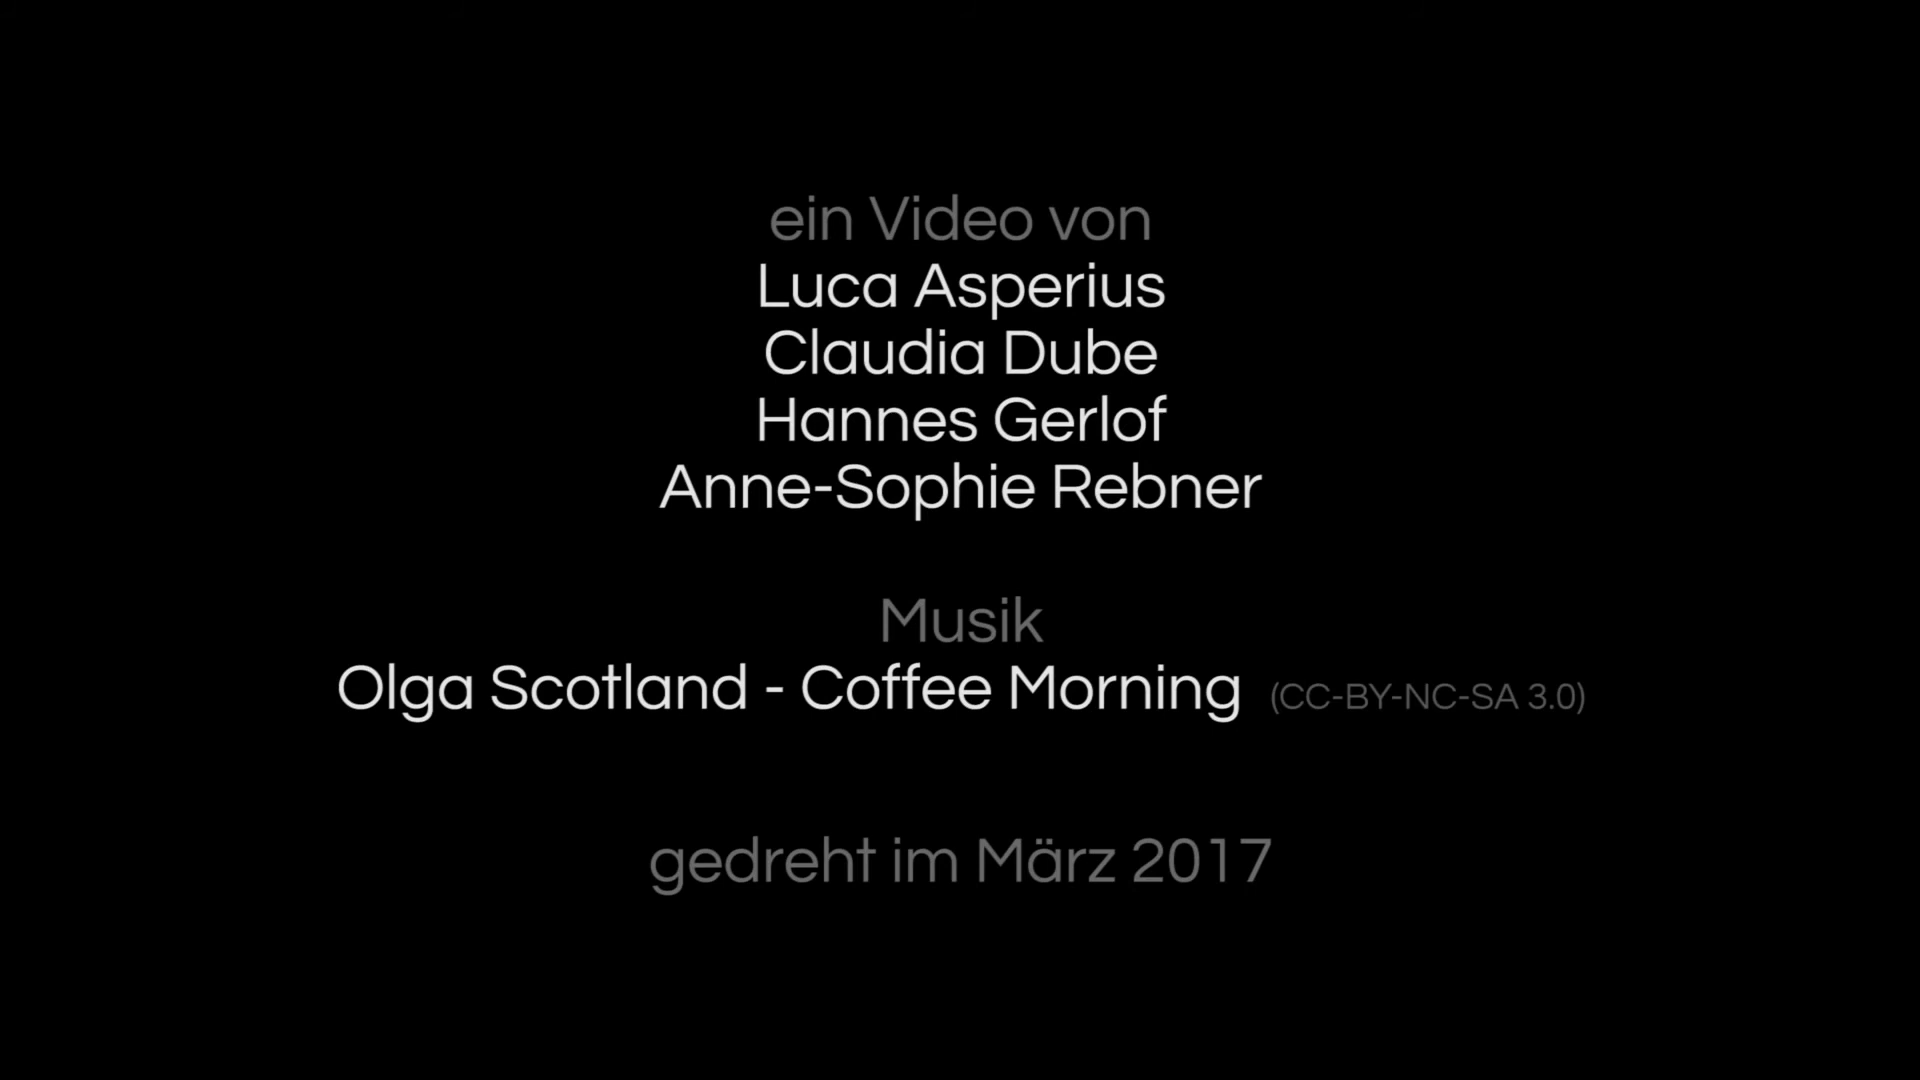 ein Video von
Luca Asperius
Claudia Dube
Hannes Gerlof
Anne-Sophie Rebner
Musik
Olga Scotland - Coffee Morning (CC-BY-NC-SA 3.0)
gedreht im März 2017